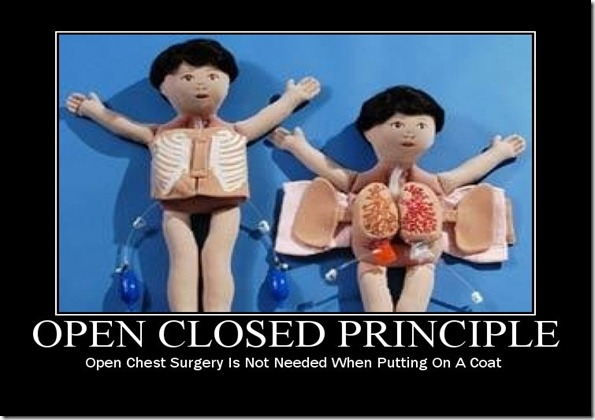 OPEN CLOSED PRINCIPLE
Open Chest Surgery Is Not Needed When Putting On A Coat